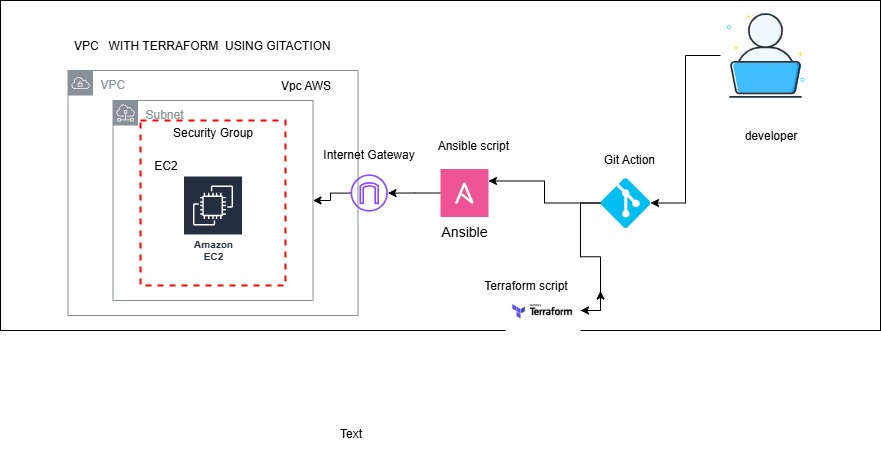 VPC WITH TERRAFORM USING GITACTION
VPC
Vpc AWS
Subnet
Security Group
EC2
Amazon
EC2
Internet Gateway
Ansible script
Ansible
Git Action
developer
Terraform script
Terraform
Text